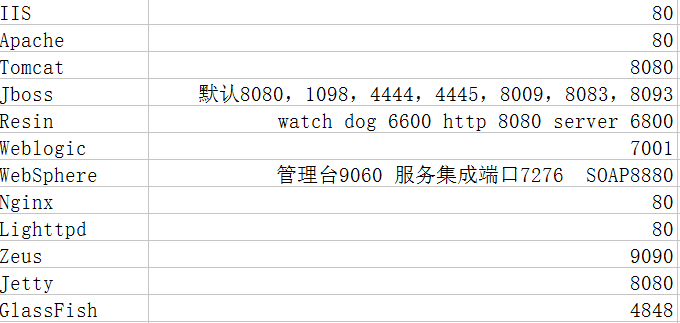 IIS 80
Apache 80
Tomcat 8080
Jboss 默认8080，1098，4444，4445，8009，8083，8093
Resin watch dog 6600 http 8080 server 6800
Weblogic 7001
WebSphere 管理台9060 服务集成端口7276 SOAP8880
Nginx 80
Lighttpd 80
Zeus 9090
Jetty 8080
GlassFish 4848